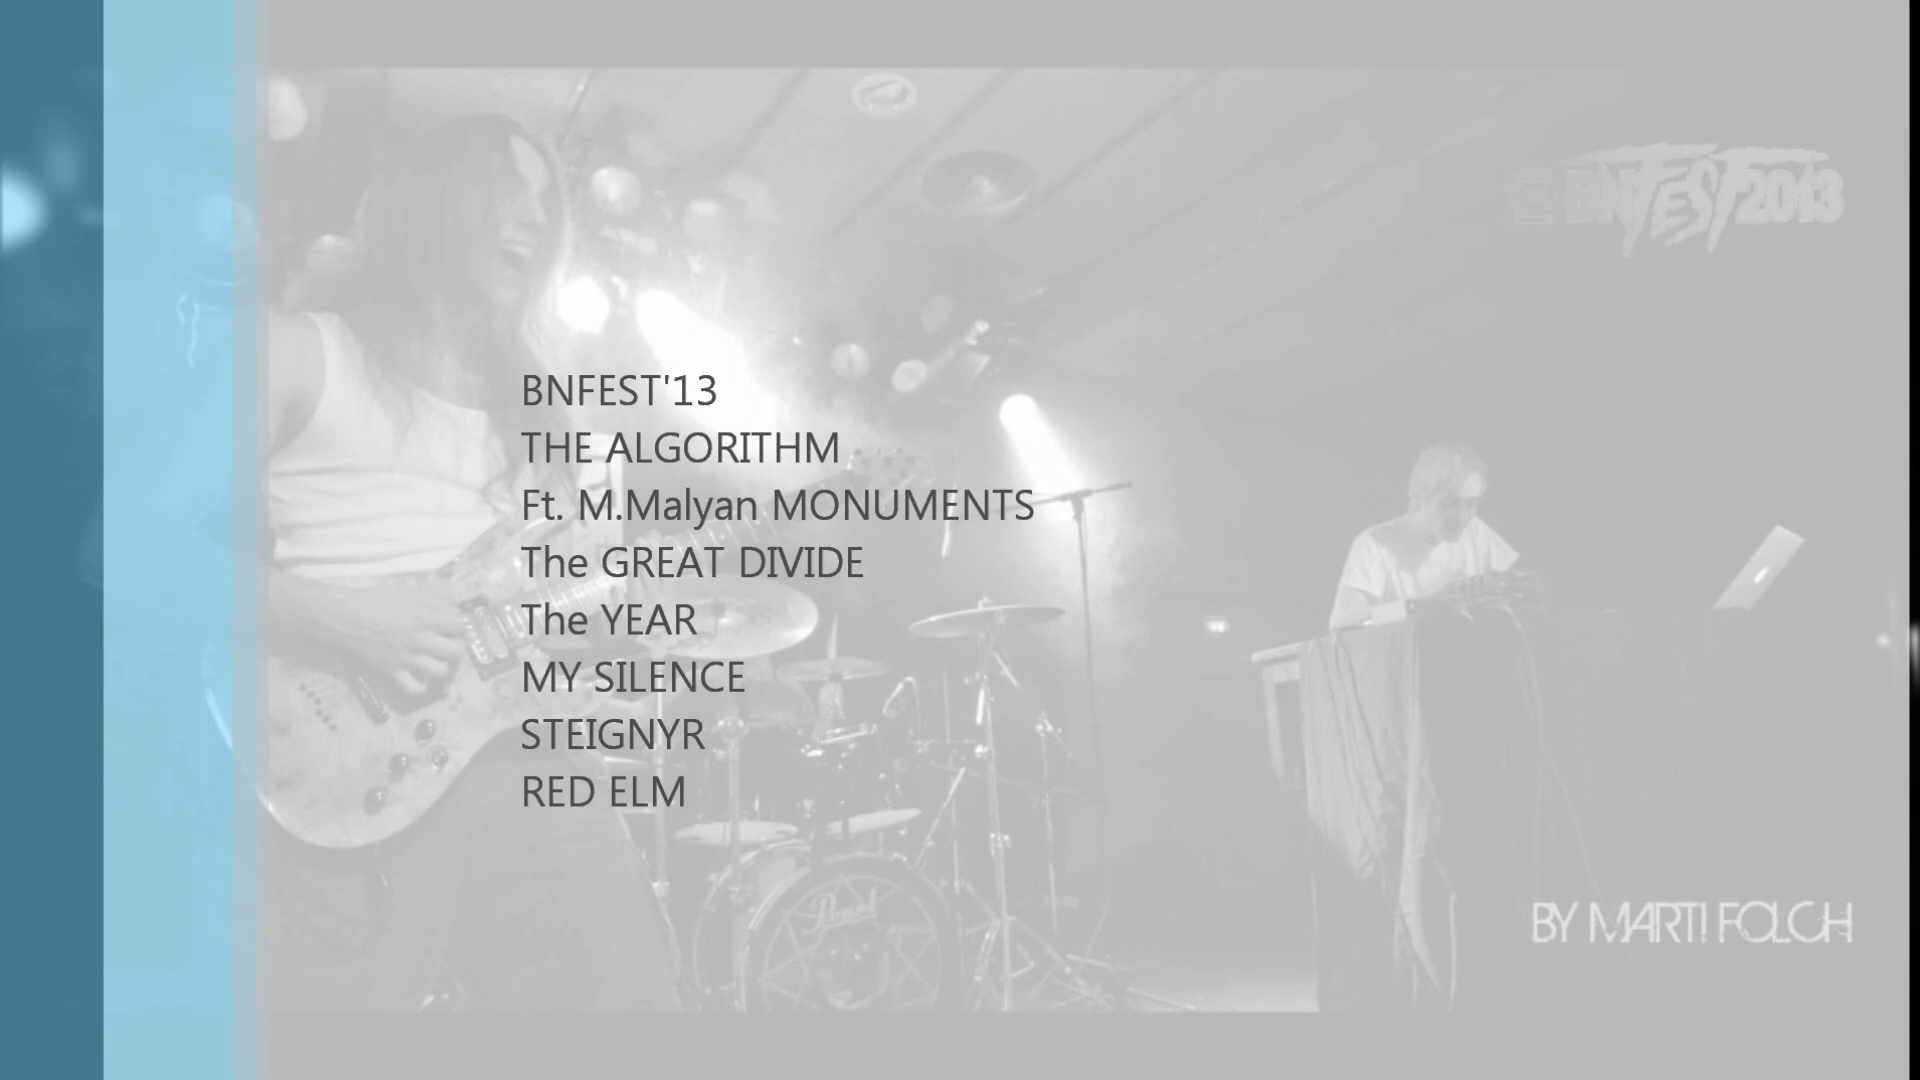 BNFEST2013
BNFEST'13
THE ALGORITHM
Ft. M.Malyan MONUMENTS
The GREAT DIVIDE
The YEAR
MY SILENCE
STEIGNYR
RED ELM
Pearl
BY MARTI FOLCH